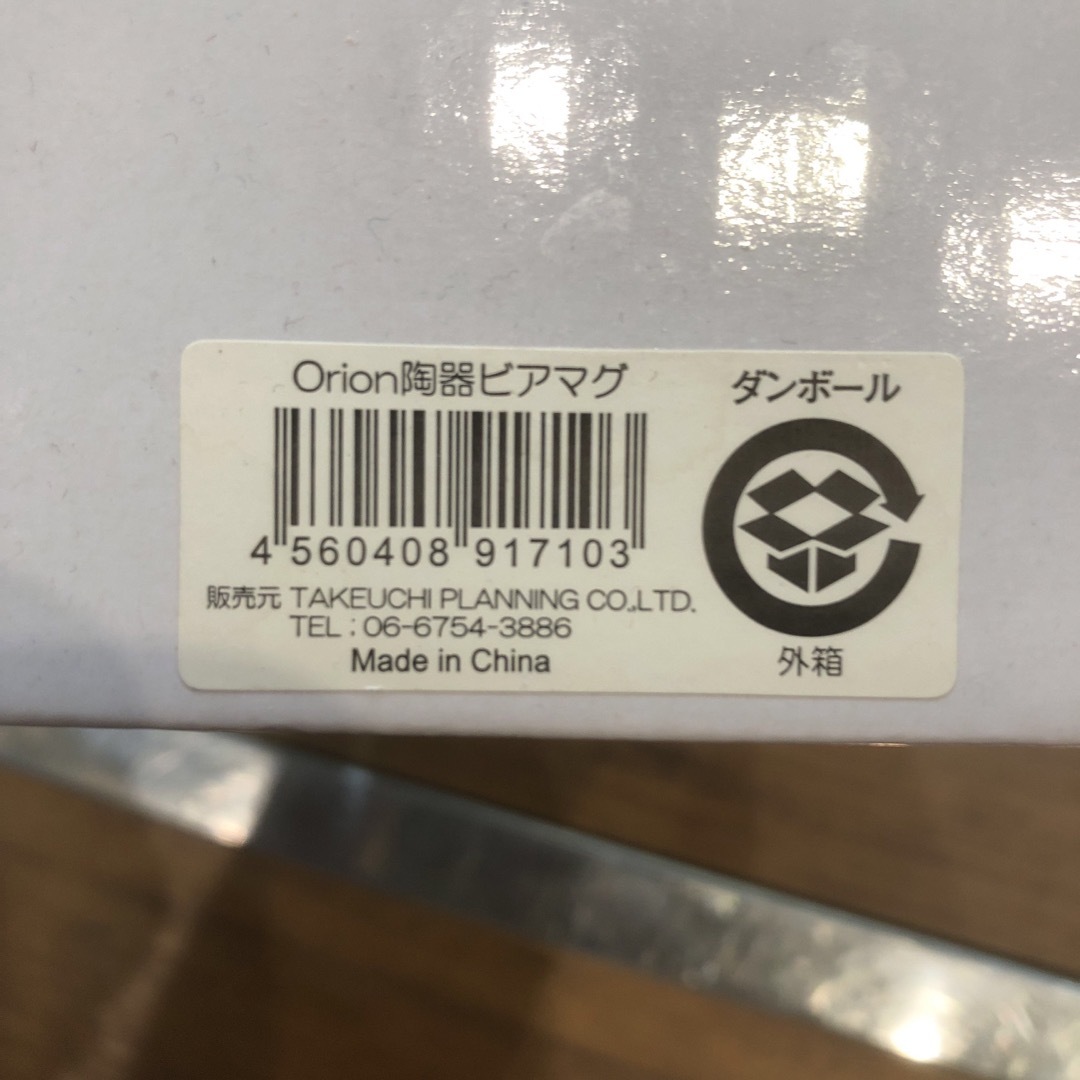 Orion陶器ビアマグ
4 560408 917103
販売元 TAKEUCHI PLANNING CO.,LTD.
TEL : 06-6754-3886
Made in China
ダンボール
外箱